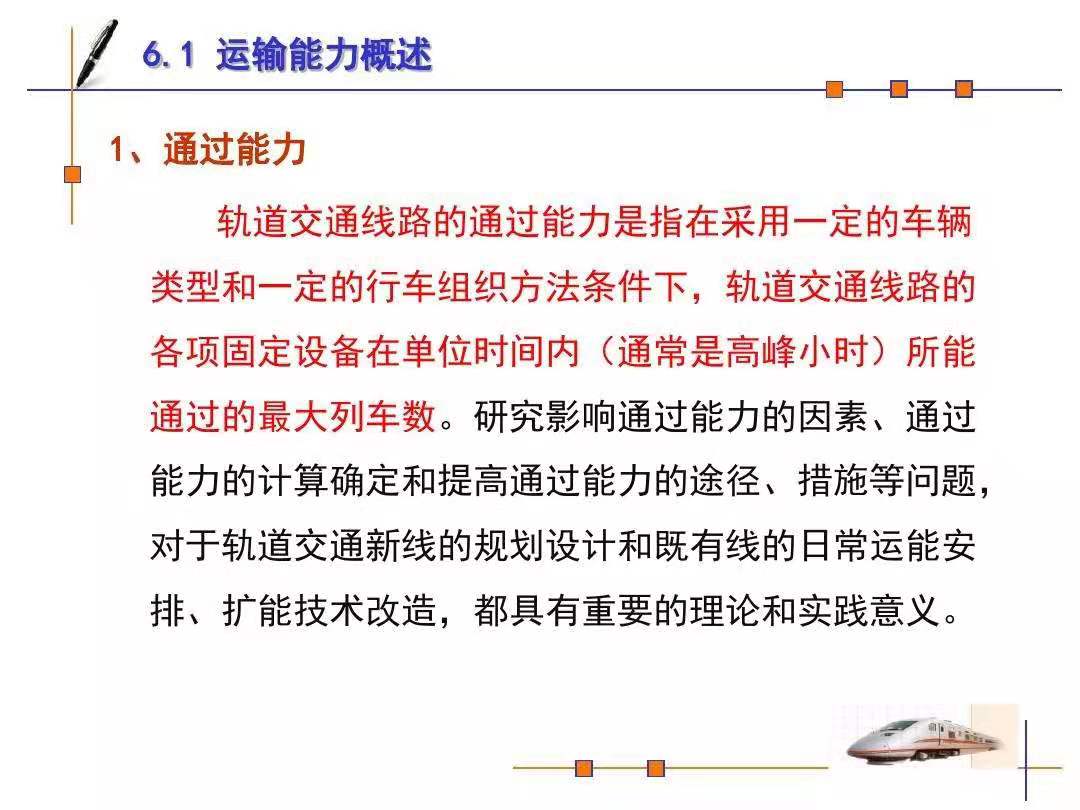 6.1 运输能力概述
1、通过能力
轨道交通线路的通过能力是指在采用一定的车辆
类型和一定的行车组织方法条件下，轨道交通线路的
各项固定设备在单位时间内（通常是高峰小时）所能
通过的最大列车数。研究影响通过能力的因素、通过
能力的计算确定和提高通过能力的途径、措施等问题，
对于轨道交通新线的规划设计和既有线的日常运能安
排、扩能技术改造，都具有重要的理论和实践意义。